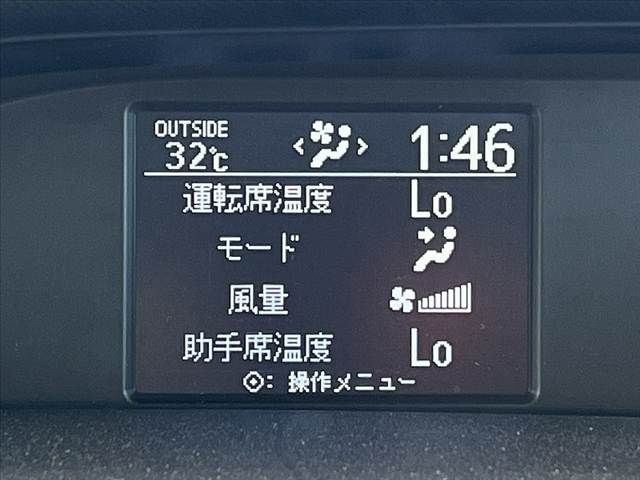 OUTSIDE
32℃
1:46
運転席温度 Lo
モード
風量
助手席温度 Lo
: 操作メニュー